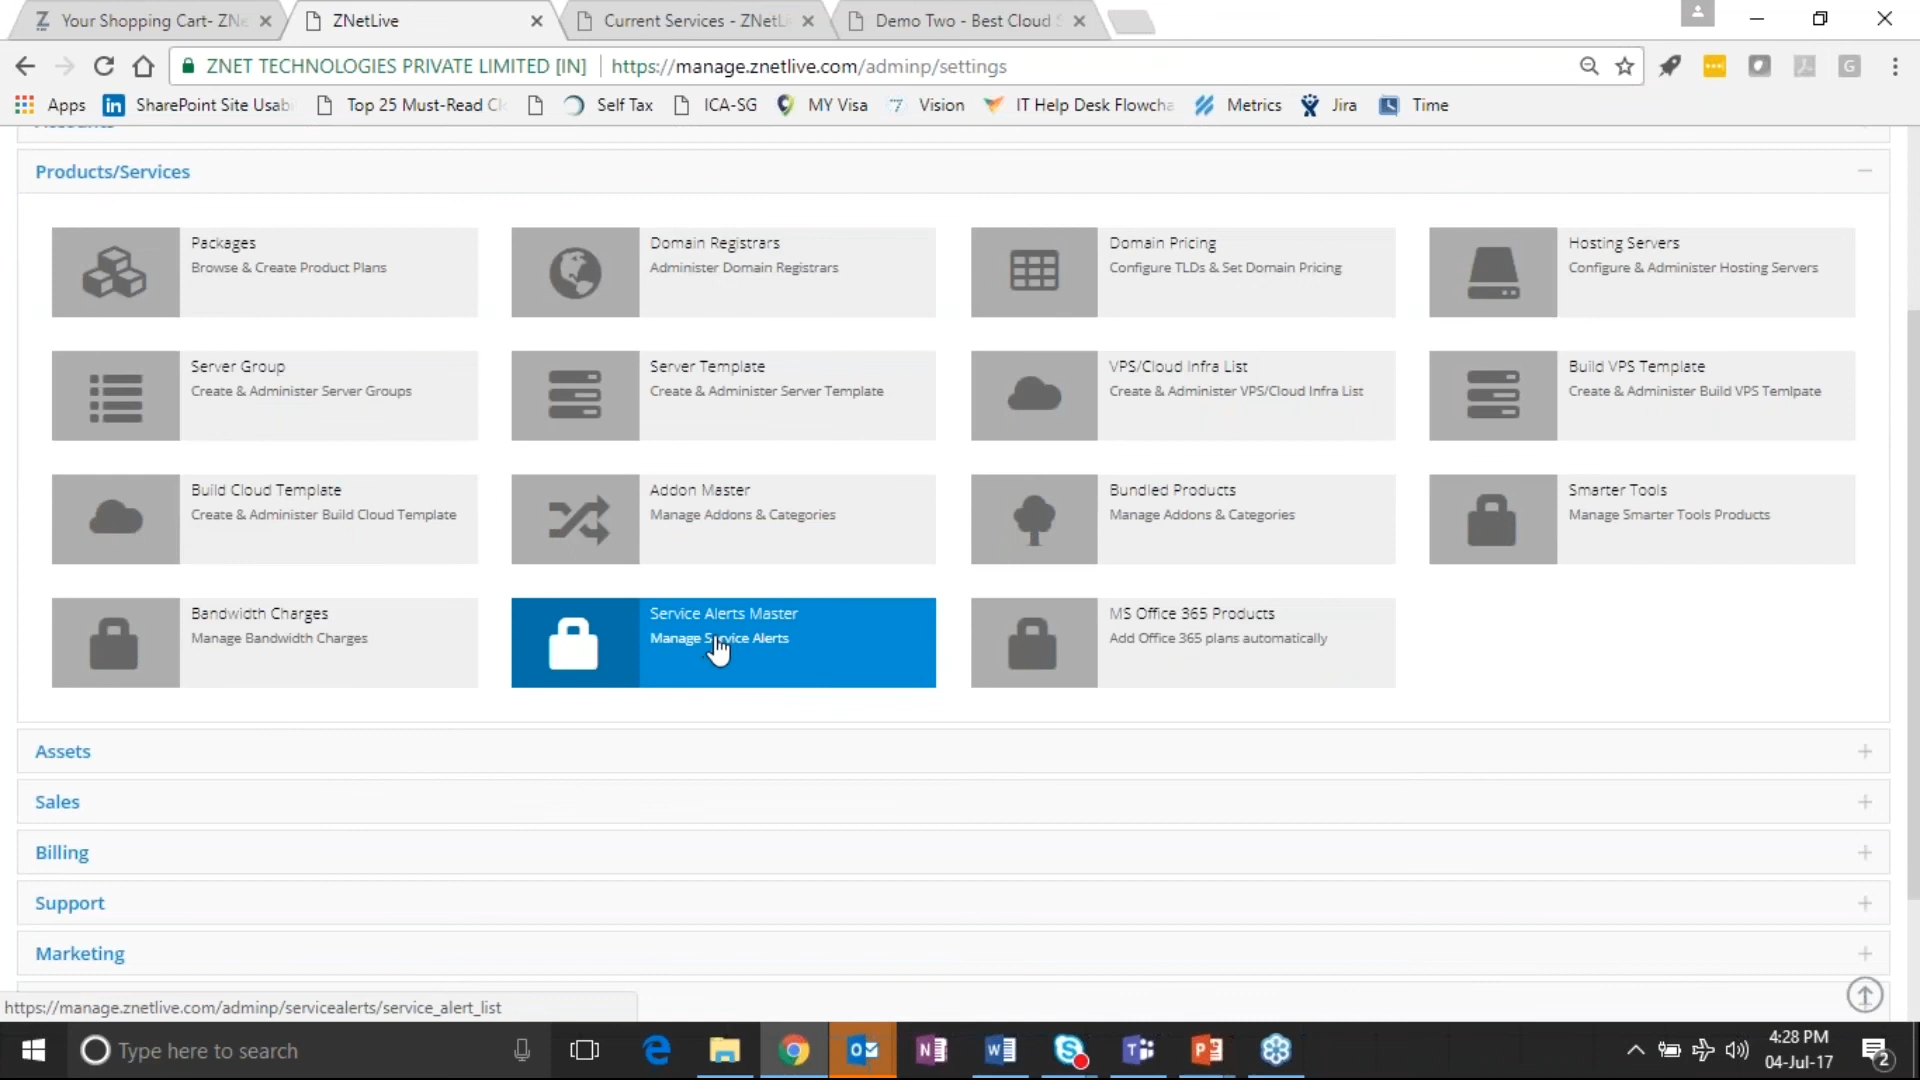 Your Shopping Cart- ZNe
ZNetLive
Current Services - ZNetLi
Demo Two - Best Cloud S
ZNET TECHNOLOGIES PRIVATE LIMITED [IN]
https://manage.znetlive.com/adminp/settings
Apps
SharePoint Site Usabi
Top 25 Must-Read Cl
Self Tax
ICA-SG
MY Visa
Vision
IT Help Desk Flowcha
Metrics
Jira
Time
Products/Services
Packages
Browse & Create Product Plans
Domain Registrars
Administer Domain Registrars
Domain Pricing
Configure TLDs & Set Domain Pricing
Hosting Servers
Configure & Administer Hosting Servers
Server Group
Create & Administer Server Groups
Server Template
Create & Administer Server Template
VPS/Cloud Infra List
Create & Administer VPS/Cloud Infra List
Build VPS Template
Create & Administer Build VPS Temlpate
Build Cloud Template
Create & Administer Build Cloud Template
Addon Master
Manage Addons & Categories
Bundled Products
Manage Addons & Categories
Smarter Tools
Manage Smarter Tools Products
Bandwidth Charges
Manage Bandwidth Charges
Service Alerts Master
Manage Service Alerts
MS Office 365 Products
Add Office 365 plans automatically
Assets
Sales
Billing
Support
Marketing
https://manage.znetlive.com/adminp/servicealerts/service_alert_list
Type here to search
4:28 PM
04-Jul-17
2